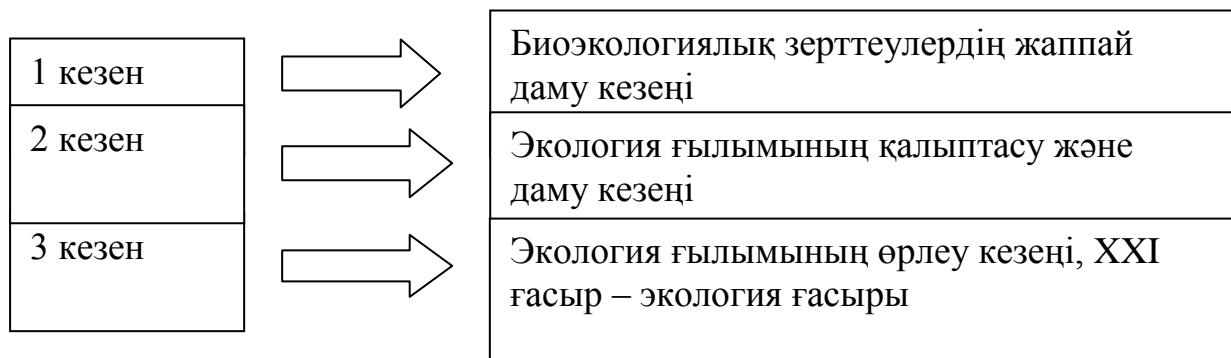 1 кезен
Биоэкологиялық зерттеулердің жаппай
даму кезеңі
2 кезен
Экология ғылымының қалыптасу және
даму кезеңі
3 кезен
Экология ғылымының өрлеу кезеңі, XXI
ғасыр – экология ғасыры